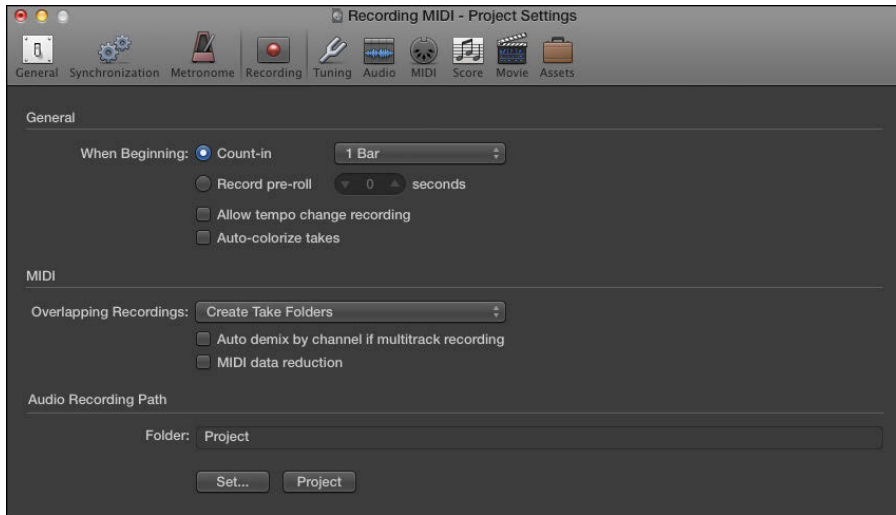 Recording MIDI - Project Settings
General Synchronization Metronome Recording Tuning Audio MIDI Score Movie Assets
General
When Beginning: Count-in 1 Bar
Record pre-roll 0 seconds
Allow tempo change recording
Auto-colorize takes
MIDI
Overlapping Recordings: Create Take Folders
Auto demix by channel if multitrack recording
MIDI data reduction
Audio Recording Path
Folder: Project
Set... Project